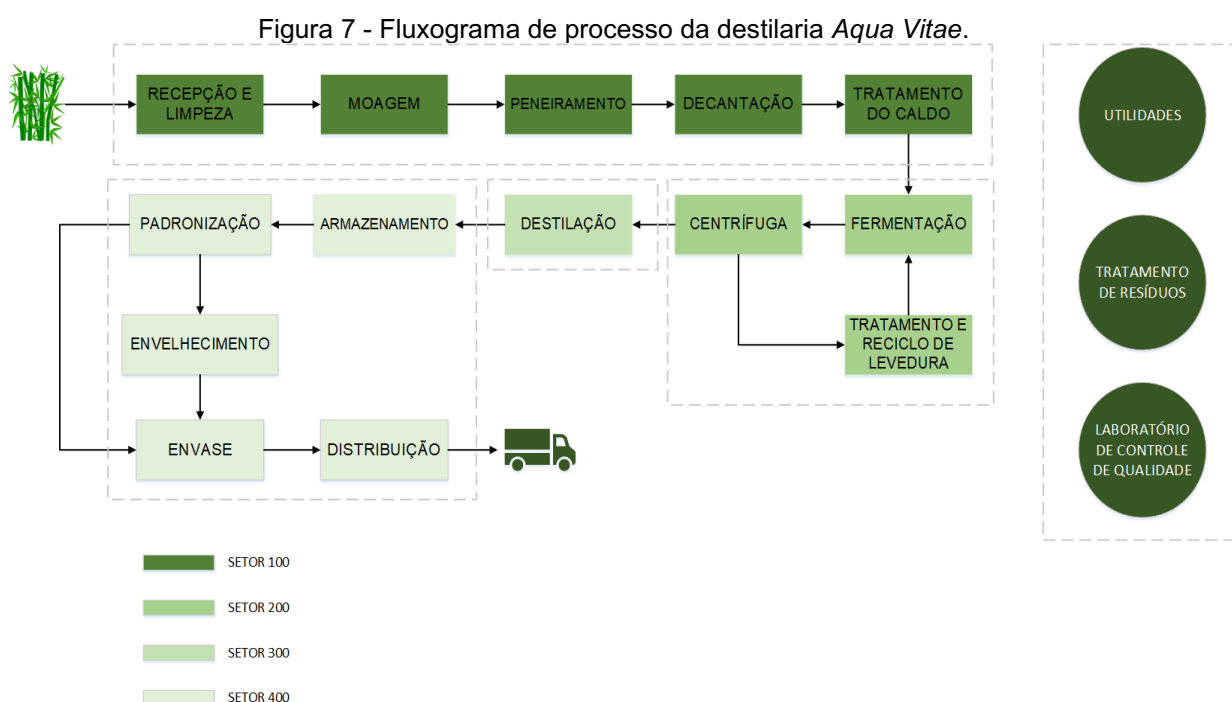 Figura 7 - Fluxograma de processo da destilaria Aqua Vitae.
RECEPÇÃO E
LIMPEZA
MOAGEM
PENEIRAMENTO
DECANTAÇÃO
TRATAMENTO
DO CALDO
UTILIDADES
PADRONIZAÇÃO
ARMAZENAMENTO
DESTILAÇÃO
CENTRÍFUGA
FERMENTAÇÃO
TRATAMENTO
DE RESÍDUOS
ENVELHECIMENTO
TRATAMENTO E
RECICLO DE
LEVEDURA
ENVASE
DISTRIBUIÇÃO
LABORATÓRIO
DE CONTROLE
DE QUALIDADE
SETOR 100
SETOR 200
SETOR 300
SETOR 400